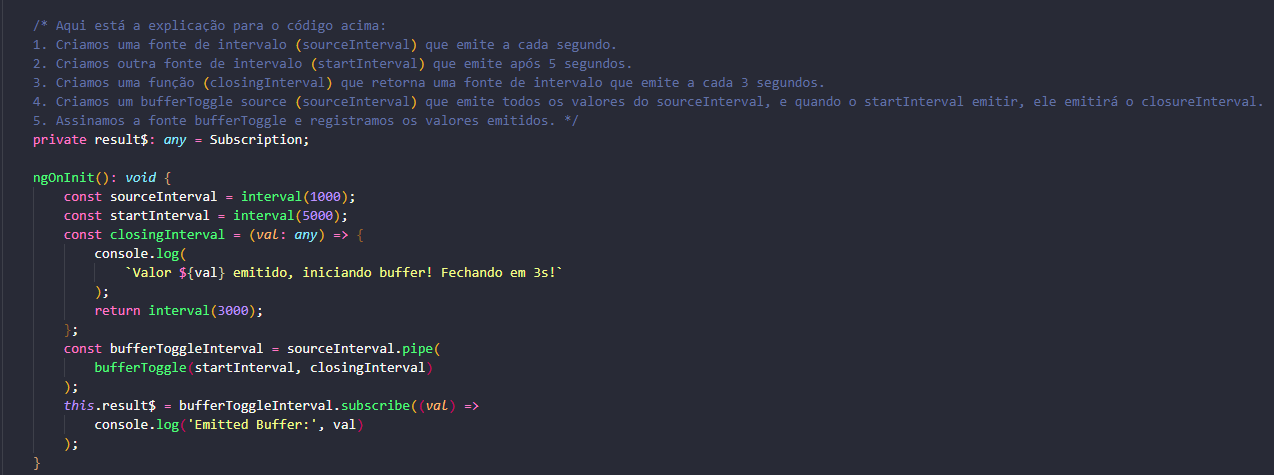 /* Aqui está a explicação para o código acima:
1. Criamos uma fonte de intervalo (sourceInterval) que emite a cada segundo.
2. Criamos outra fonte de intervalo (startInterval) que emite após 5 segundos.
3. Criamos uma função (closingInterval) que retorna uma fonte de intervalo que emite a cada 3 segundos.
4. Criamos um bufferToggle source (sourceInterval) que emite todos os valores do sourceInterval, e quando o startInterval emitir, ele emitirá o closureInterval.
5. Assinamos a fonte bufferToggle e registramos os valores emitidos. */
private result$: any = Subscription;

ngOnInit(): void {
    const sourceInterval = interval(1000);
    const startInterval = interval(5000);
    const closingInterval = (val: any) => {
        console.log(
            `Valor ${val} emitido, iniciando buffer! Fechando em 3s!`
        );
        return interval(3000);
    };
    const bufferToggleInterval = sourceInterval.pipe(
        bufferToggle(startInterval, closingInterval)
    );
    this.result$ = bufferToggleInterval.subscribe((val) =>
        console.log('Emitted Buffer:', val)
    );
}